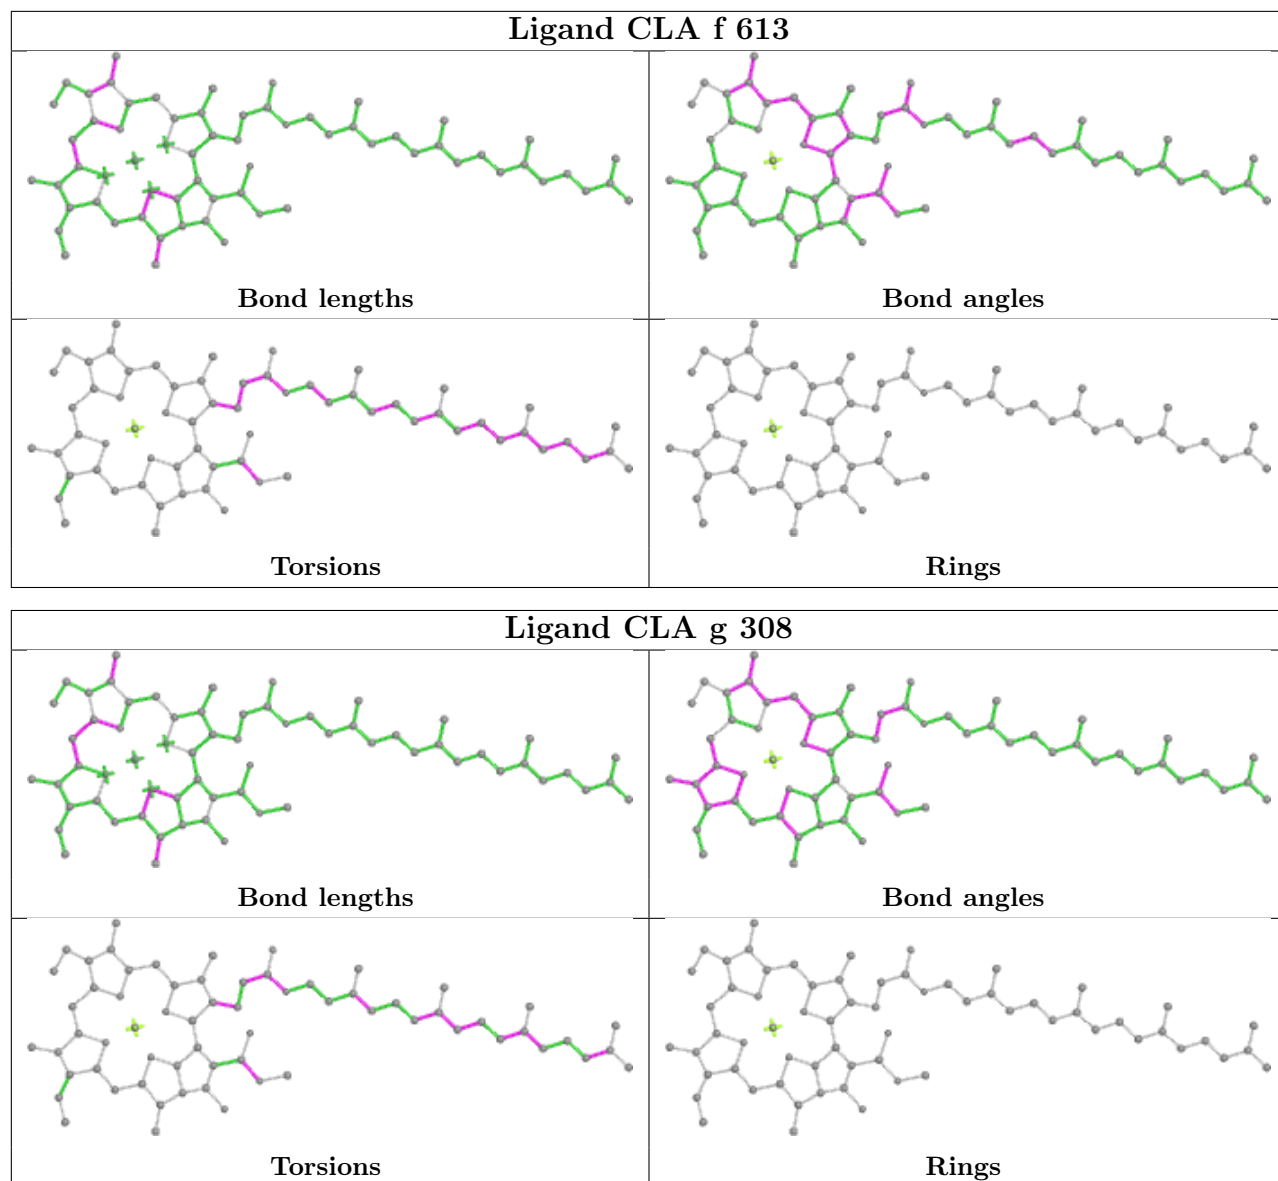 Ligand CLA f 613
Bond lengths
Bond angles
Torsions
Rings
Ligand CLA g 308
Bond lengths
Bond angles
Torsions
Rings